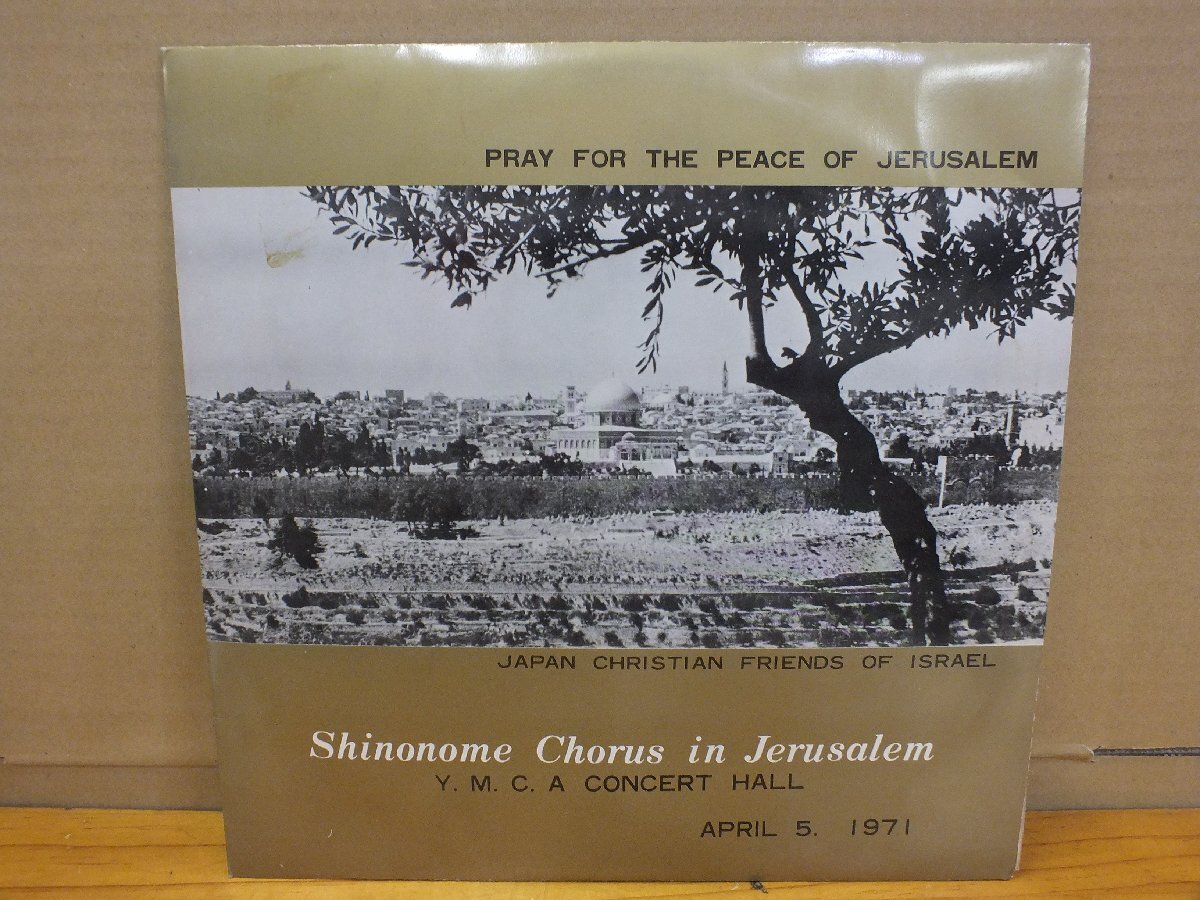 PRAY FOR THE PEACE OF JERUSALEM
JAPAN CHRISTIAN FRIENDS OF ISRAEL
Shinonome Chorus in Jerusalem
Y. M. C. A CONCERT HALL
APRIL 5. 1971